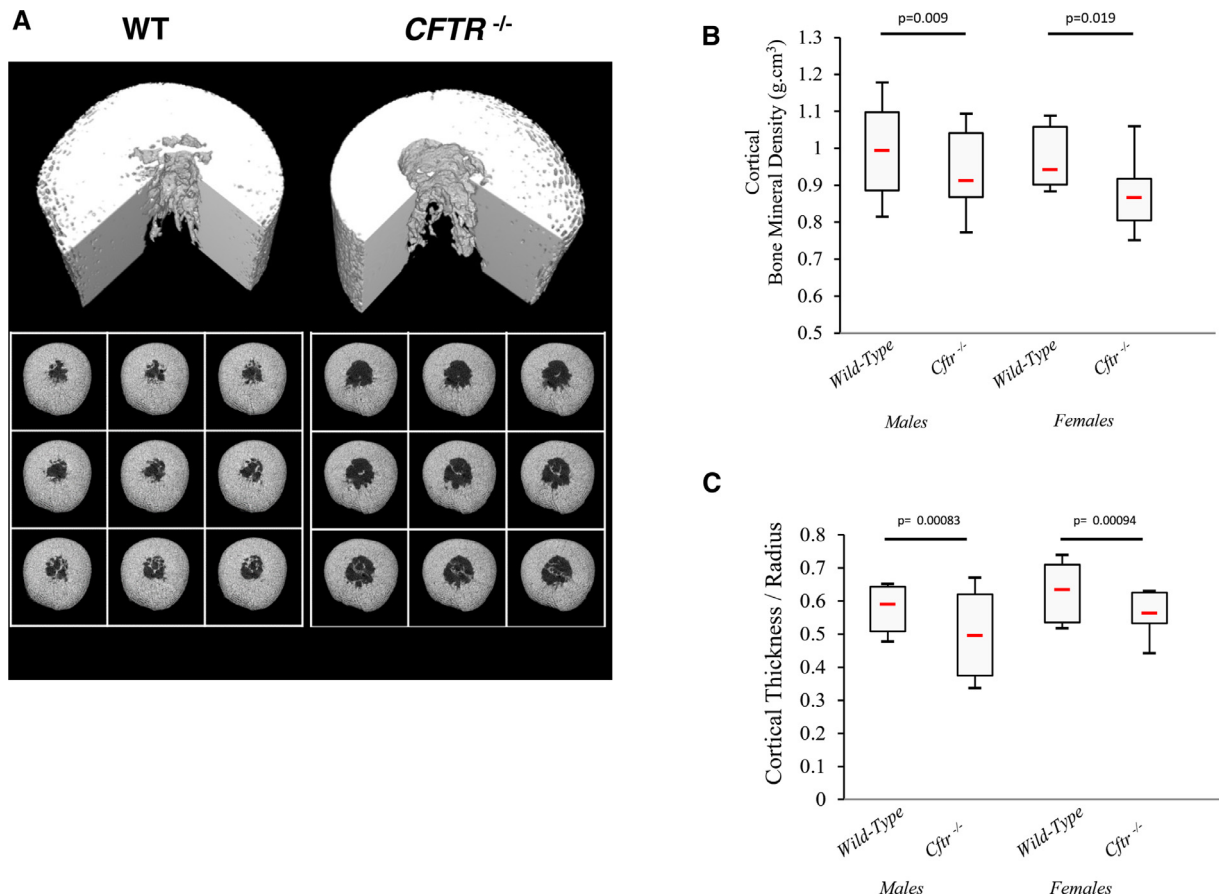 A
WT
CFTR -/-
B
p=0.009
p=0.019
Cortical
Bone Mineral Density (g.cm³)
1.3
1.2
1.1
1
0.9
0.8
0.7
0.6
0.5
Wild-Type
Cftr -/-
Wild-Type
Cftr -/-
Males
Females
C
p= 0.00083
p= 0.00094
Cortical Thickness / Radius
0.8
0.7
0.6
0.5
0.4
0.3
0.2
0.1
0
Wild-Type
Cftr -/-
Wild-Type
Cftr -/-
Males
Females